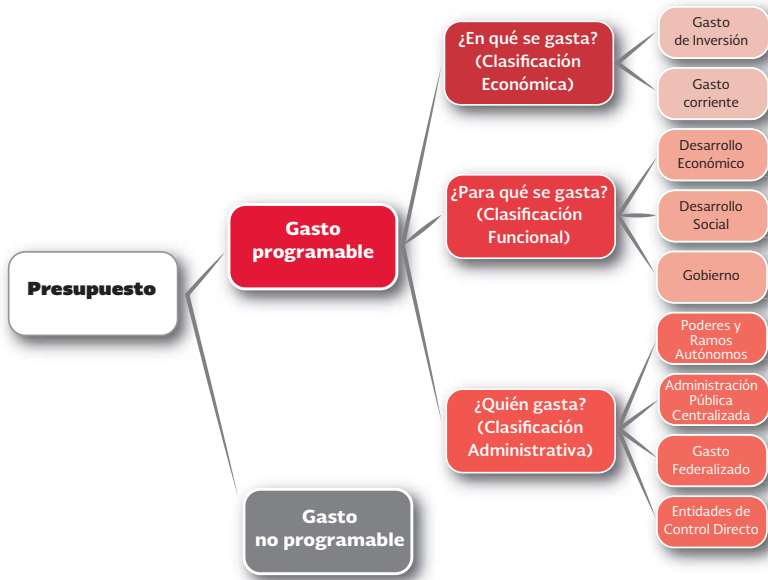 Presupuesto
Gasto
programable
¿En qué se gasta?
(Clasificación
Económica)
Gasto
de Inversión
Gasto
corriente
¿Para qué se gasta?
(Clasificación
Funcional)
Desarrollo
Económico
Desarrollo
Social
Gobierno
¿Quién gasta?
(Clasificación
Administrativa)
Poderes y
Ramos
Autónomos
Administración
Pública
Centralizada
Gasto
Federalizado
Entidades de
Control Directo
Gasto
no programable